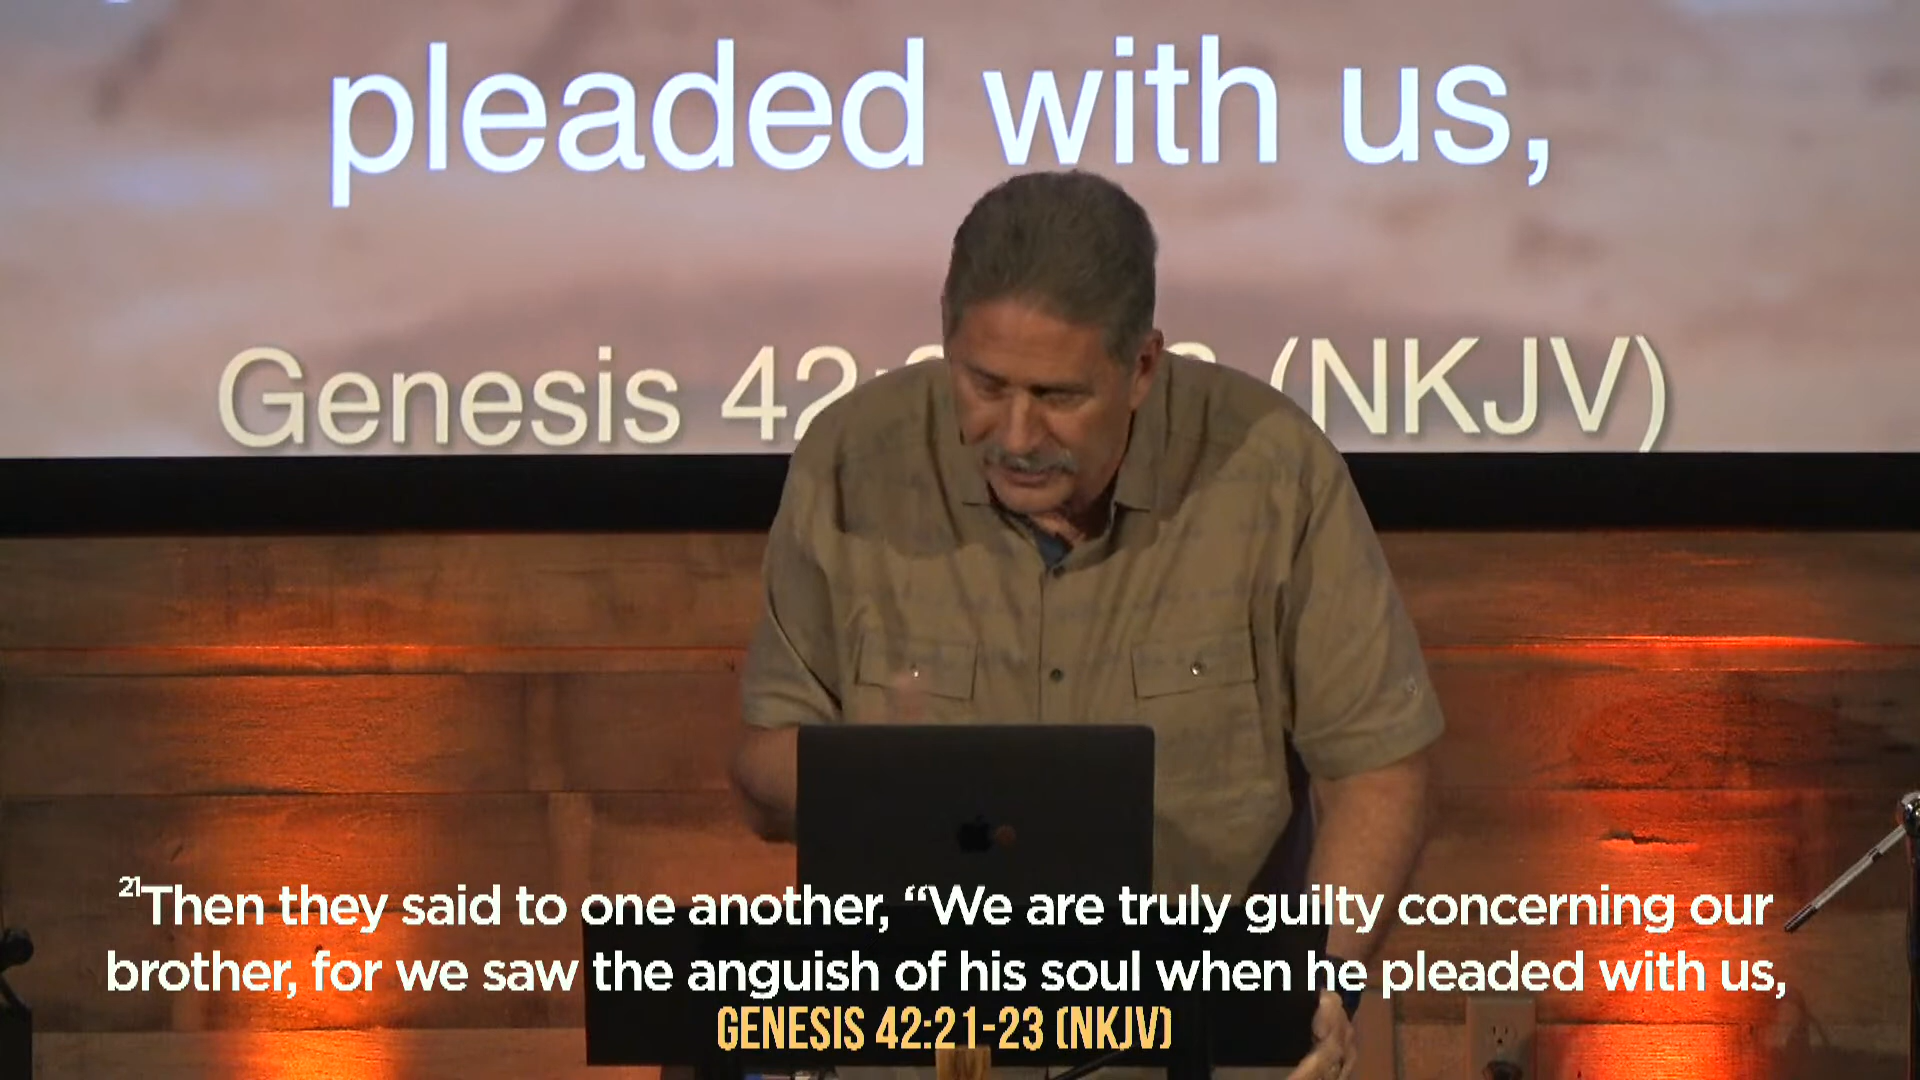 pleaded with us,
Genesis 42: (NKJV)
21Then they said to one another, “We are truly guilty concerning our
brother, for we saw the anguish of his soul when he pleaded with us,
GENESIS 42:21-23 (NKJV)